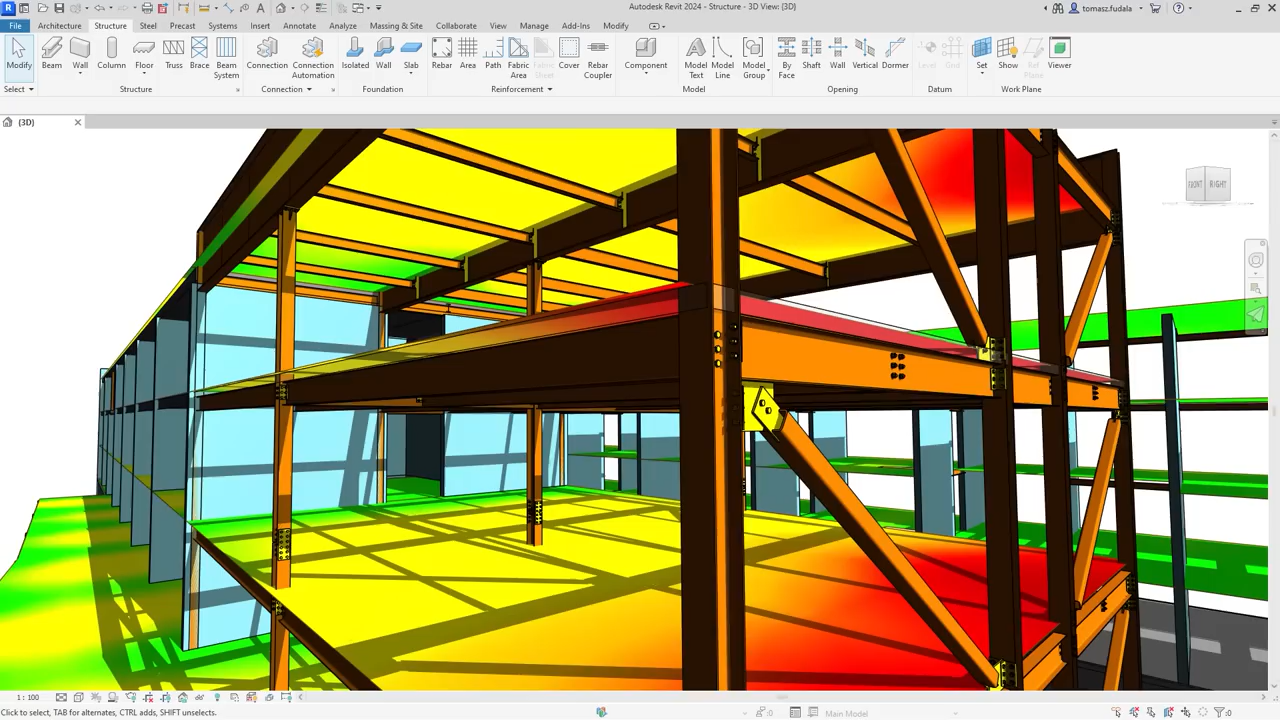 Autodesk Revit 2024 - Structure - 3D View: {3D}
tomasz.fudala
File Architecture Structure Steel Precast Systems Insert Annotate Analyze Massing & Site Collaborate View Manage Add-Ins Modify
Modify Beam Wall Column Floor Truss Brace Beam System Connection Connection Automation Isolated Wall Slab Rebar Area Path Fabric Area Fabric Sheet Cover Rebar Coupler Component Model Text Model Line Model Group By Face Shaft Wall Vertical Dormer Level Grid Set Show Ref Plane Viewer
Select Structure Connection Foundation Reinforcement Model Opening Datum Work Plane
{3D}
FRONT RIGHT
1 : 100
Click to select, TAB for alternates, CTRL adds, SHIFT unselects.
:0
Main Model
:0